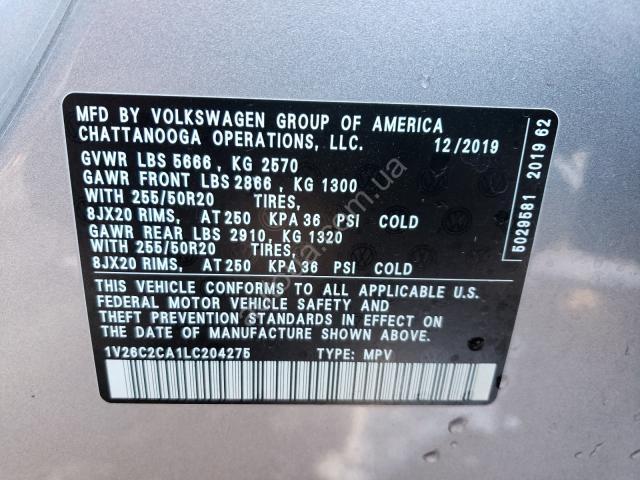 MFD BY VOLKSWAGEN GROUP OF AMERICA
CHATTANOOGA OPERATIONS, LLC. 12/2019
GVWR LBS 5666 , KG 2570
GAWR FRONT LBS 2866 , KG 1300
WITH 255/50R20 TIRES,
8JX20 RIMS, AT 250 KPA 36 PSI COLD
GAWR REAR LBS 2910, KG 1320
WITH 255/50R20 TIRES,
8JX20 RIMS, AT 250 KPA 36 PSI COLD
THIS VEHICLE CONFORMS TO ALL APPLICABLE U.S.
FEDERAL MOTOR VEHICLE SAFETY AND
THEFT PREVENTION STANDARDS IN EFFECT ON
THE DATE OF MANUFACTURE SHOWN ABOVE.
1V26C2CA1LC204275 TYPE: MPV
5029581 2019 62